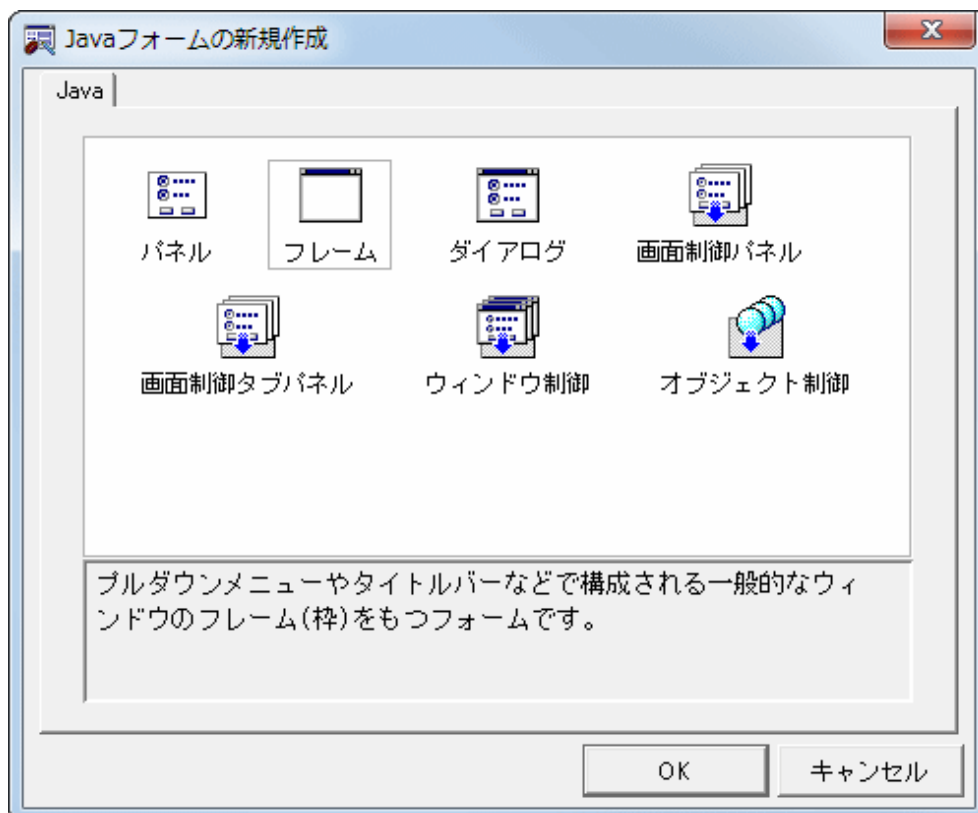 Javaフォームの新規作成
Java
パネル
フレーム
ダイアログ
画面制御パネル
画面制御タブパネル
ウィンドウ制御
オブジェクト制御
プルダウンメニューやタイトルバーなどで構成される一般的なウィ
ンドウのフレーム(枠)をもつフォームです。
OK
キャンセル